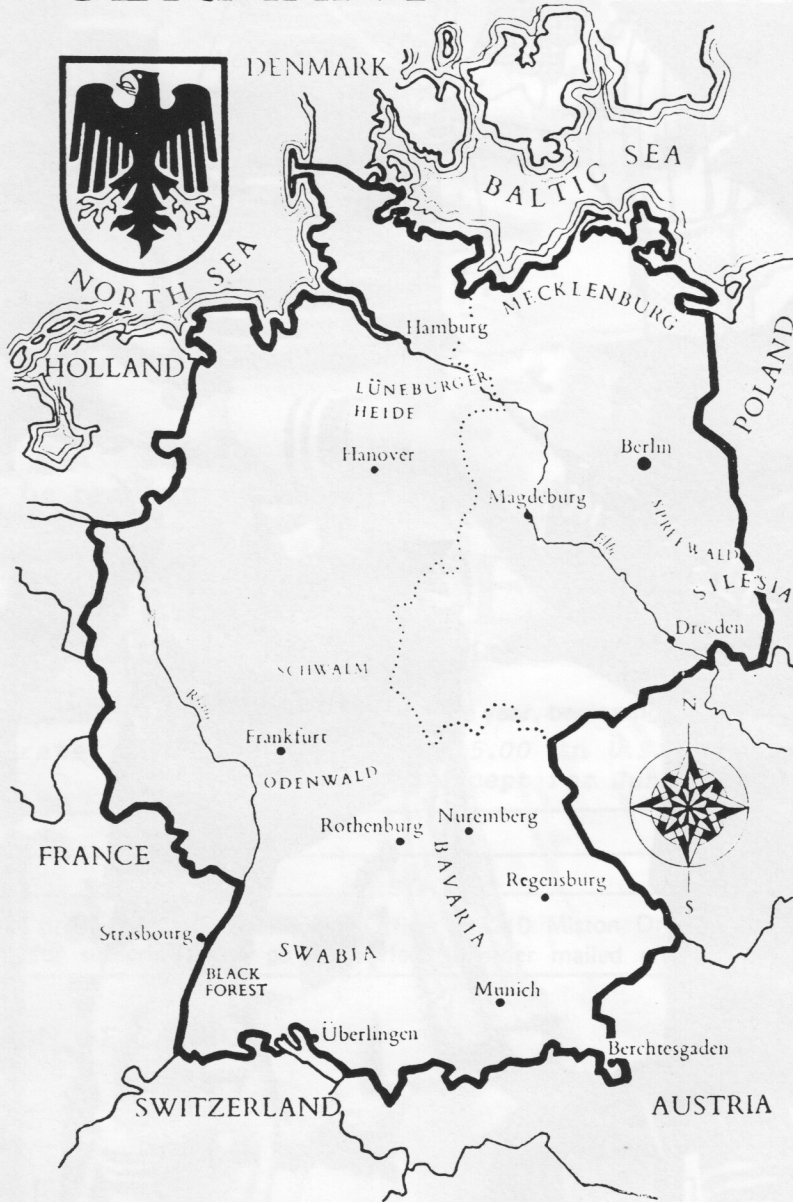 DENMARK
BALTIC SEA
NORTH SEA
MECKLENBURG
Hamburg
HOLLAND
POLAND
LÜNEBURGER
HEIDE
Hanover
Berlin
Magdeburg
SPREEWALD
Elbe
SILESIA
Dresden
SCHWALM
N
Frankfurt
ODENWALD
Rothenburg
Nuremberg
FRANCE
BAVARIA
Regensburg
S
Strasbourg
SWABIA
BLACK
FOREST
Munich
Überlingen
Berchtesgaden
SWITZERLAND
AUSTRIA